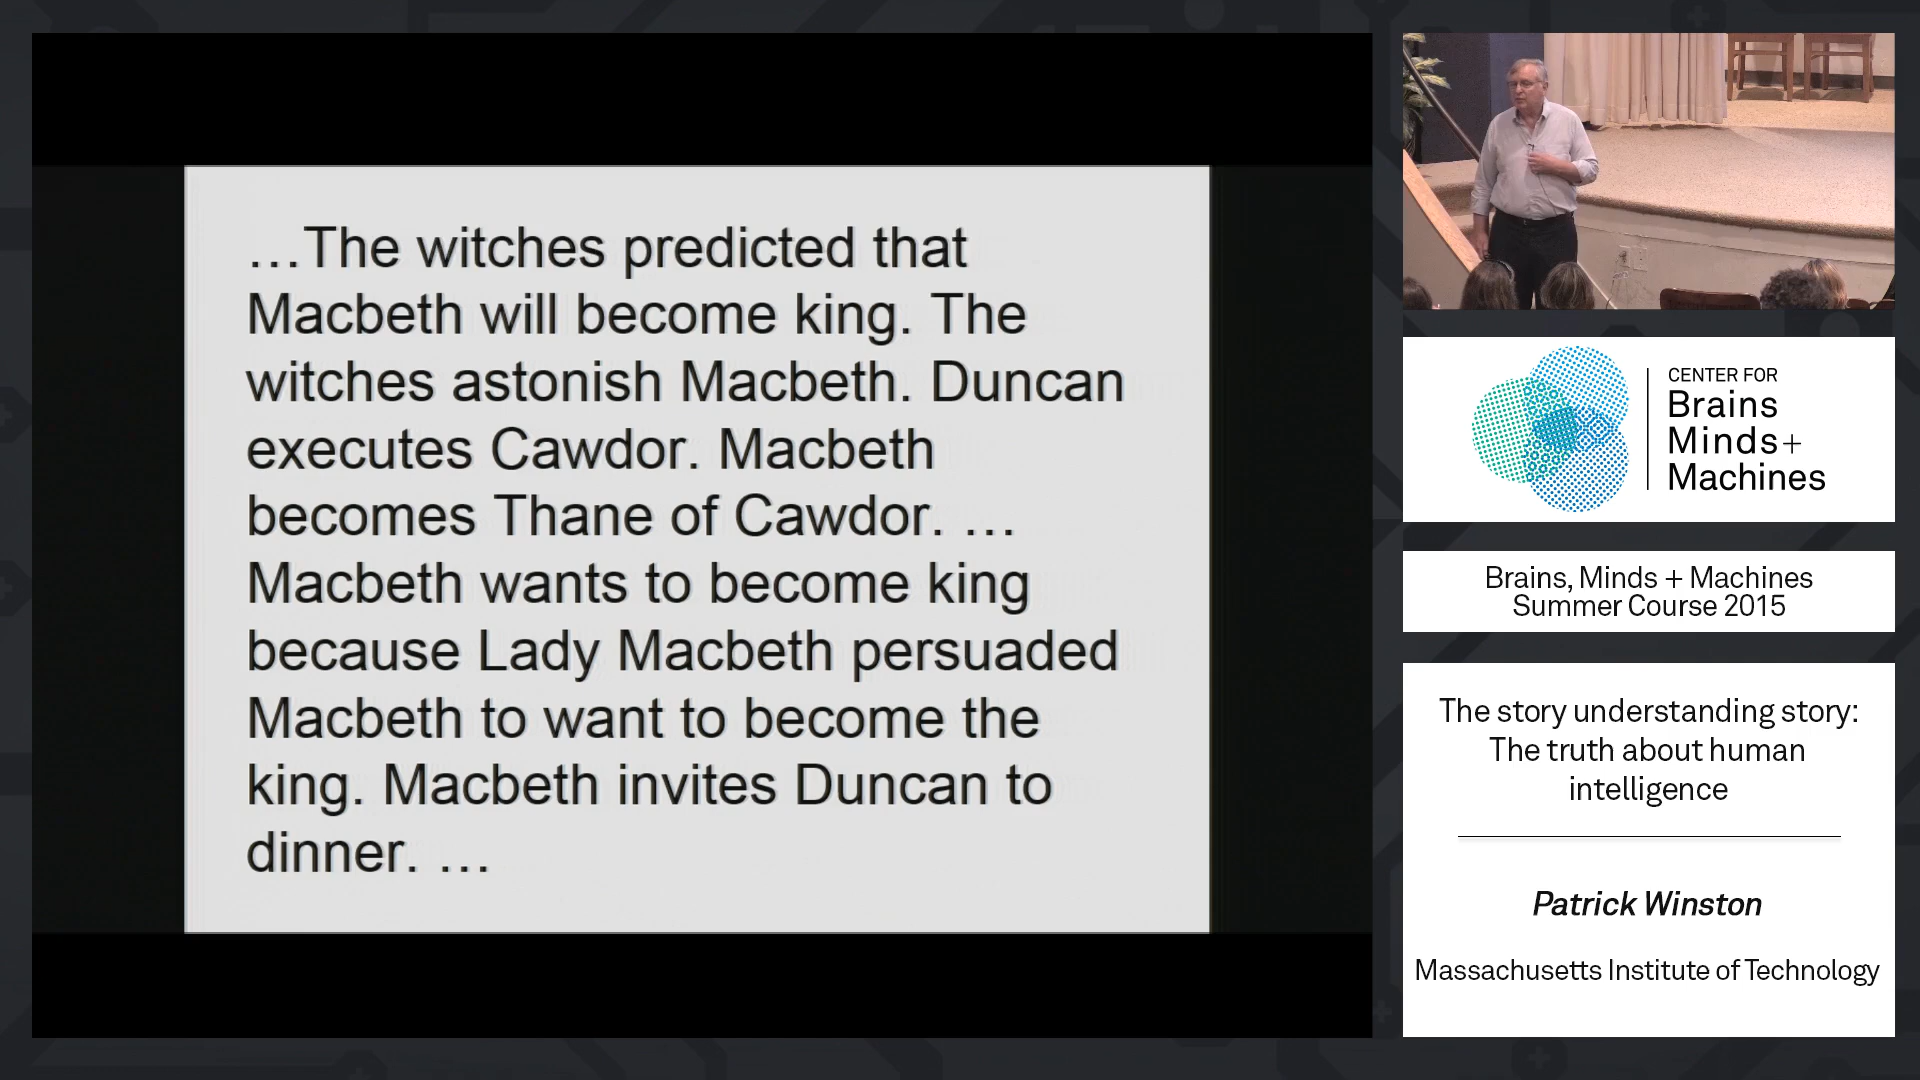 …The witches predicted that
Macbeth will become king. The
witches astonish Macbeth. Duncan
executes Cawdor. Macbeth
becomes Thane of Cawdor. …
Macbeth wants to become king
because Lady Macbeth persuaded
Macbeth to want to become the
king. Macbeth invites Duncan to
dinner. …
CENTER FOR
Brains
Minds+
Machines
Brains, Minds + Machines
Summer Course 2015
The story understanding story:
The truth about human
intelligence
Patrick Winston
Massachusetts Institute of Technology